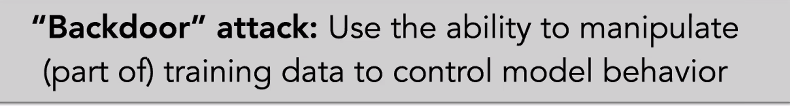 “Backdoor” attack: Use the ability to manipulate
(part of) training data to control model behavior